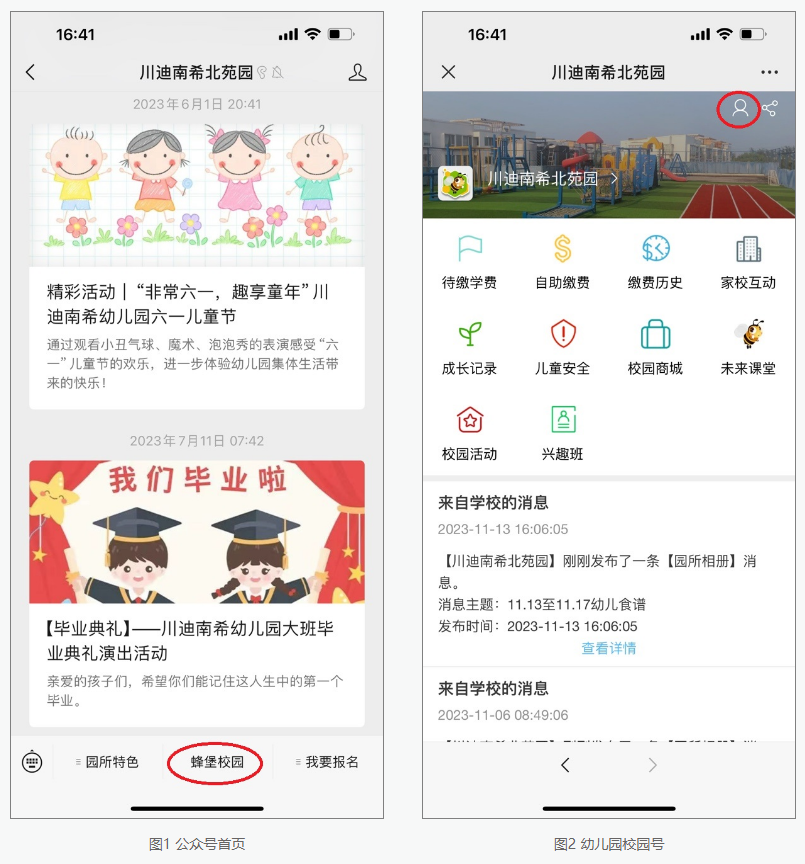 16:41
川迪南希北苑园
2023年6月1日 20:41
精彩活动丨“非常六一，趣享童年”川
迪南希幼儿园六一儿童节
通过观看小丑气球、魔术、泡泡秀的表演感受“六
一”儿童节的欢乐，进一步体验幼儿园集体生活带
来的快乐！
2023年7月11日 07:42
我们毕业啦
【毕业典礼】——川迪南希幼儿园大班毕
业典礼演出活动
亲爱的孩子们，希望你们能记住这人生中的第一个
毕业。
园所特色
蜂堡校园
我要报名
图1 公众号首页
16:41
川迪南希北苑园
川迪南希北苑园
待缴学费
自助缴费
缴费历史
家校互动
成长记录
儿童安全
校园商城
未来课堂
校园活动
兴趣班
来自学校的消息
2023-11-13 16:06:05
【川迪南希北苑园】刚刚发布了一条【园所相册】消
息。
消息主题：11.13至11.17幼儿食谱
发布时间：2023-11-13 16:06:05
查看详情
来自学校的消息
2023-11-06 08:49:06
图2 幼儿园校园号